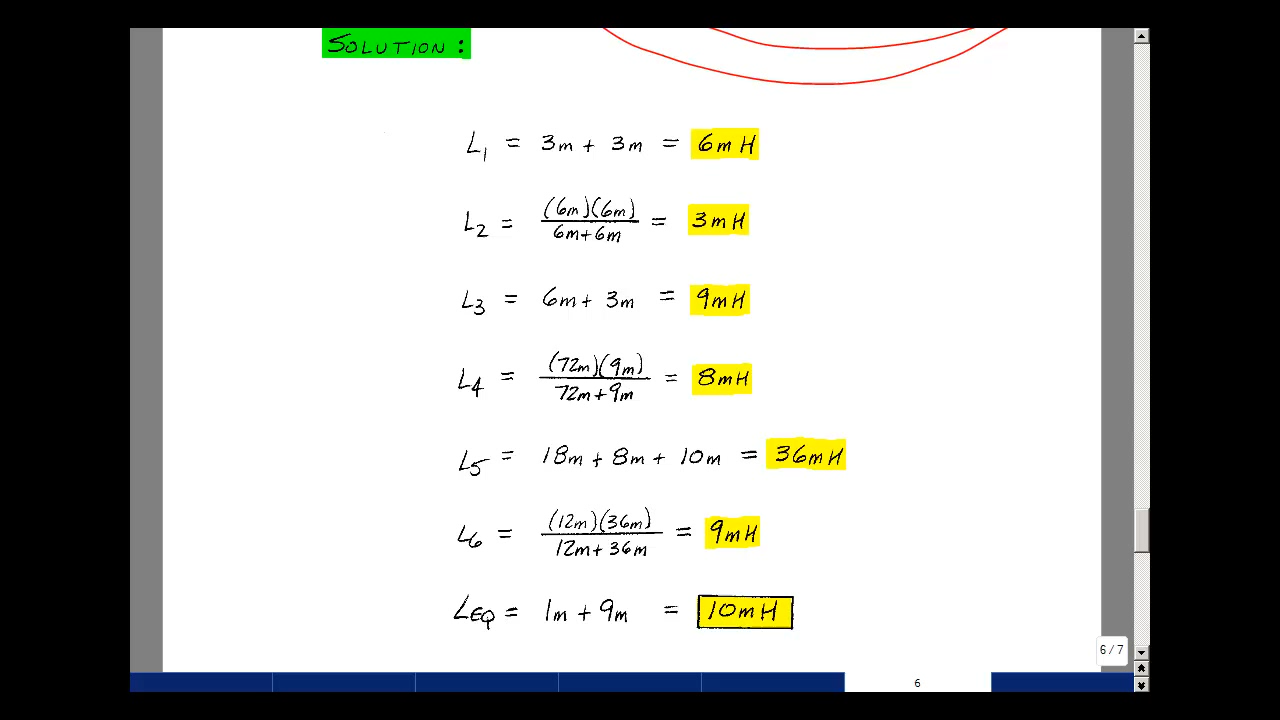 SOLUTION:
L1 = 3m + 3m = 6mH
L2 = (6m)(6m) / 6m+6m = 3mH
L3 = 6m + 3m = 9mH
L4 = (72m)(9m) / 72m+9m = 8mH
L5 = 18m + 8m + 10m = 36mH
L6 = (12m)(36m) / 12m+36m = 9mH
LEQ = 1m + 9m = 10mH
6/7
6